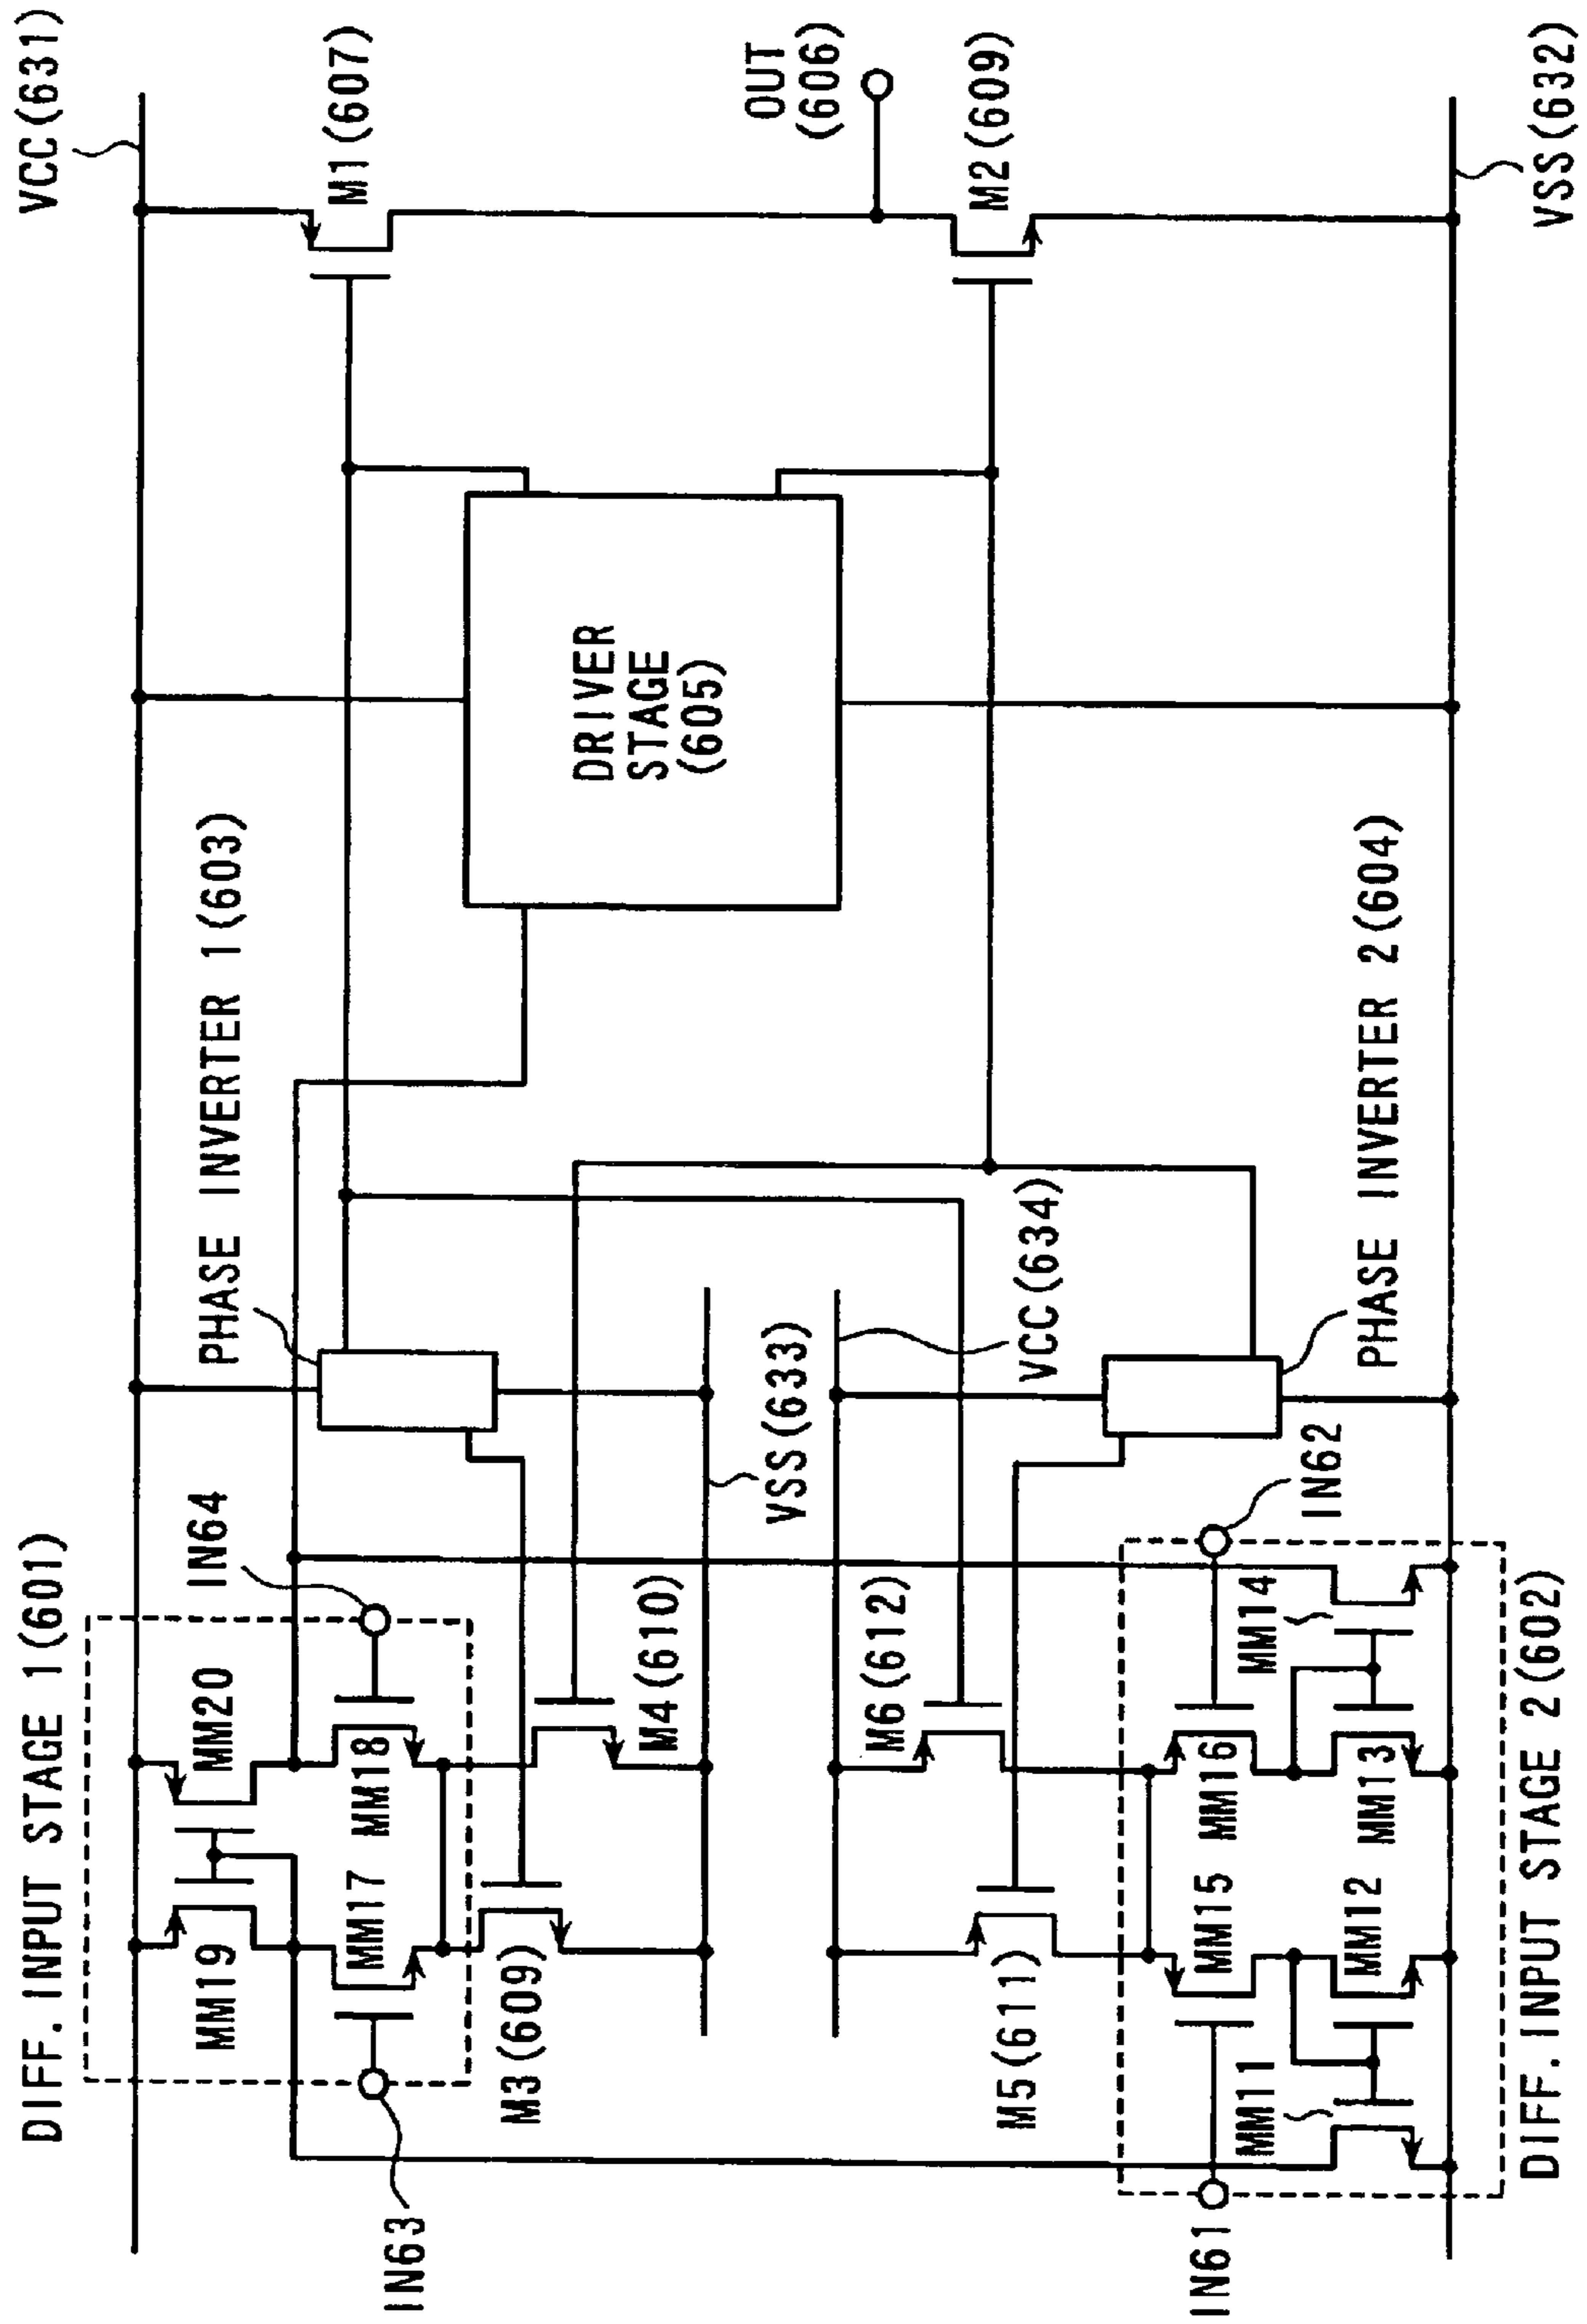 DIFF. INPUT STAGE 1(601)
VCC(631)
PHASE INVERTER 1(603)
IN64
MM20
MM19
M1(607)
MM18
MM17
IN63
M3(609)
M4(610)
DRIVER
STAGE
(605)
VSS(633)
OUT
(606)
M6(612)
VCC(634)
M2(609)
M5(611)
MM16
MM15
MM14
MM11
IN61
IN62
MM13
MM12
PHASE INVERTER 2(604)
DIFF. INPUT STAGE 2(602)
VSS(632)